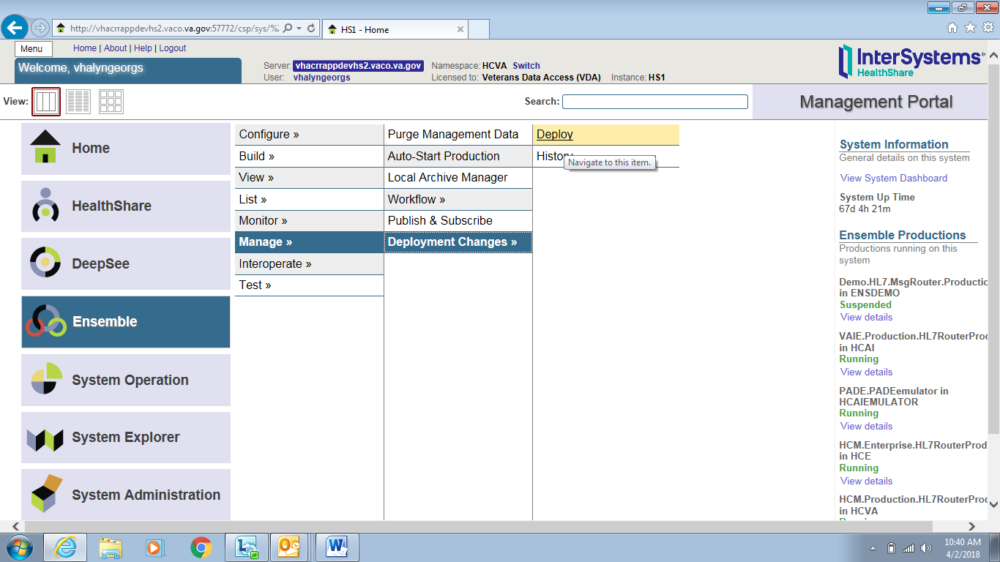 http://vhacrrappdevhs2.vaco.va.gov:57772/csp/sys/%
HS1 - Home
Menu
Home | About | Help | Logout
Welcome, vhalyngeorgs
Server: vhacrrappdevhs2.vaco.va.gov
Namespace: HCVA Switch
User: vhalyngeorgs
Licensed to: Veterans Data Access (VDA) Instance: HS1
InterSystems
HealthShare
View:
Search:
Management Portal
Home
HealthShare
DeepSee
Ensemble
System Operation
System Explorer
System Administration
Configure »
Build »
View »
List »
Monitor »
Manage »
Interoperate »
Test »
Purge Management Data
Auto-Start Production
Local Archive Manager
Workflow »
Publish & Subscribe
Deployment Changes »
Deploy
History
Navigate to this item.
System Information
General details on this system
View System Dashboard
System Up Time
67d 4h 21m
Ensemble Productions
Productions running on this
system
Demo.HL7.MsgRouter.Productio
in ENSDEMO
Suspended
View details
VAIE.Production.HL7RouterProd
in HCAI
Running
View details
PADE.PADEemulator in
HCAIEMULATOR
Running
View details
HCM.Enterprise.HL7RouterProd
in HCE
Running
View details
HCM.Production.HL7RouterProd
in HCVA
10:40 AM
4/2/2018